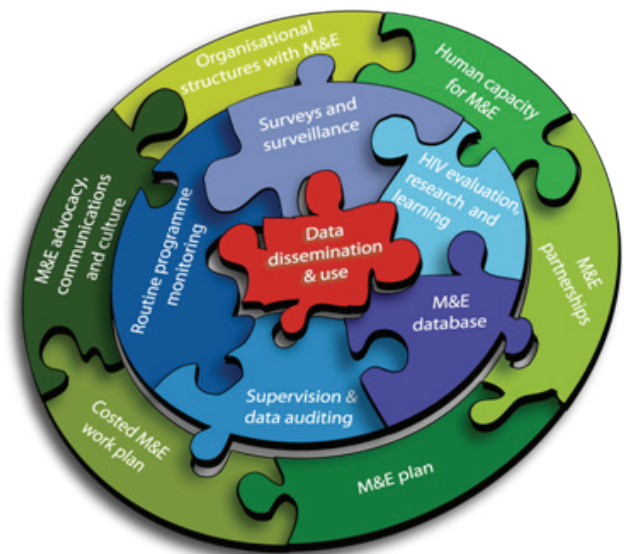 Organisational
structures with M&E
Human capacity
for M&E
M&E
partnerships
M&E plan
Costed M&E
work plan
M&E advocacy,
communications
and culture
Surveys and
surveillance
HIV evaluation,
research and
learning
M&E
database
Supervision &
data auditing
Routine programme
monitoring
Data
dissemination
& use